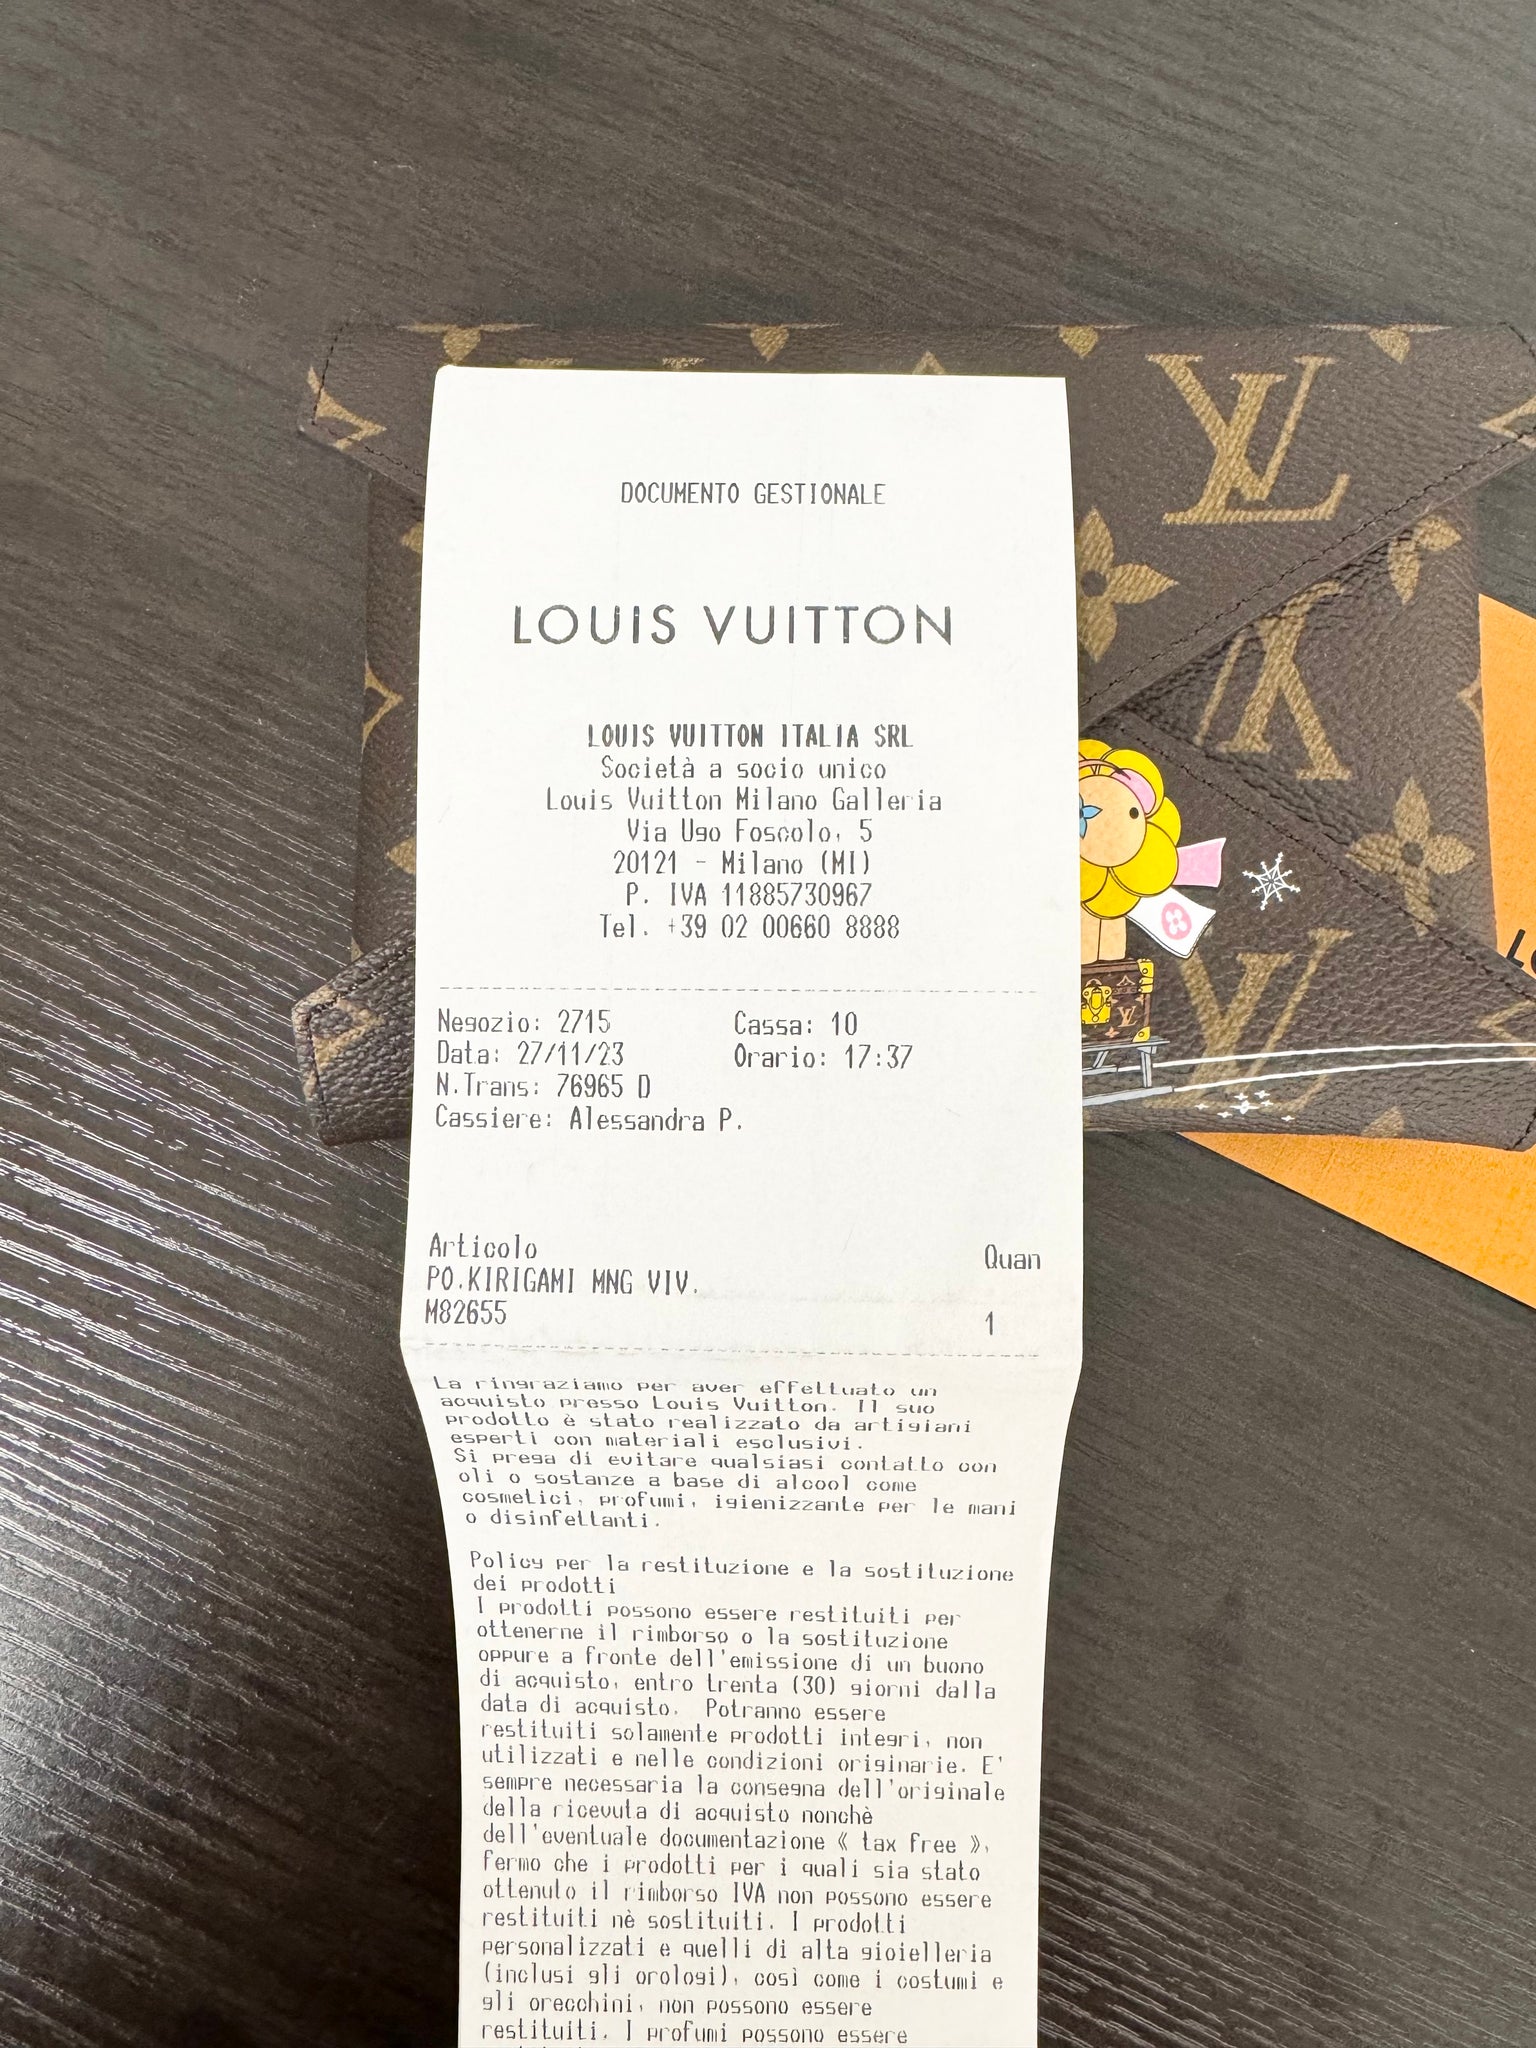 DOCUMENTO GESTIONALE
LOUIS VUITTON
LOUIS VUITTON ITALIA SRL
Società a socio unico
Louis Vuitton Milano Galleria
Via Ugo Foscolo, 5
20121 - Milano (MI)
P. IVA 11885730967
Tel. +39 02 00660 8888
Negozio: 2715 Cassa: 10
Data: 27/11/23 Orario: 17:37
N.Trans: 76965 D
Cassiere: Alessandra P.
Articolo Quan
PO.KIRIGAMI MNG VIV.
M82655 1
La ringraziamo per aver effettuato un
acquisto presso Louis Vuitton. Il suo
prodotto è stato realizzato da artigiani
esperti con materiali esclusivi.
Si prega di evitare qualsiasi contatto con
oli o sostanze a base di alcool come
cosmetici, profumi, igienizzante per le mani
o disinfettanti.
Policy per la restituzione e la sostituzione
dei prodotti
I prodotti possono essere restituiti per
ottenerne il rimborso o la sostituzione
oppure a fronte dell'emissione di un buono
di acquisto, entro trenta (30) giorni dalla
data di acquisto. Potranno essere
restituiti solamente prodotti integri, non
utilizzati e nelle condizioni originarie. E'
sempre necessaria la consegna dell'originale
della ricevuta di acquisto nonchè
dell'eventuale documentazione « tax free »,
fermo che i prodotti per i quali sia stato
ottenuto il rimborso IVA non possono essere
restituiti nè sostituiti. I prodotti
personalizzati e quelli di alta gioielleria
(inclusi gli orologi), così come i costumi e
gli orecchini, non possono essere
restituiti. I profumi possono essere